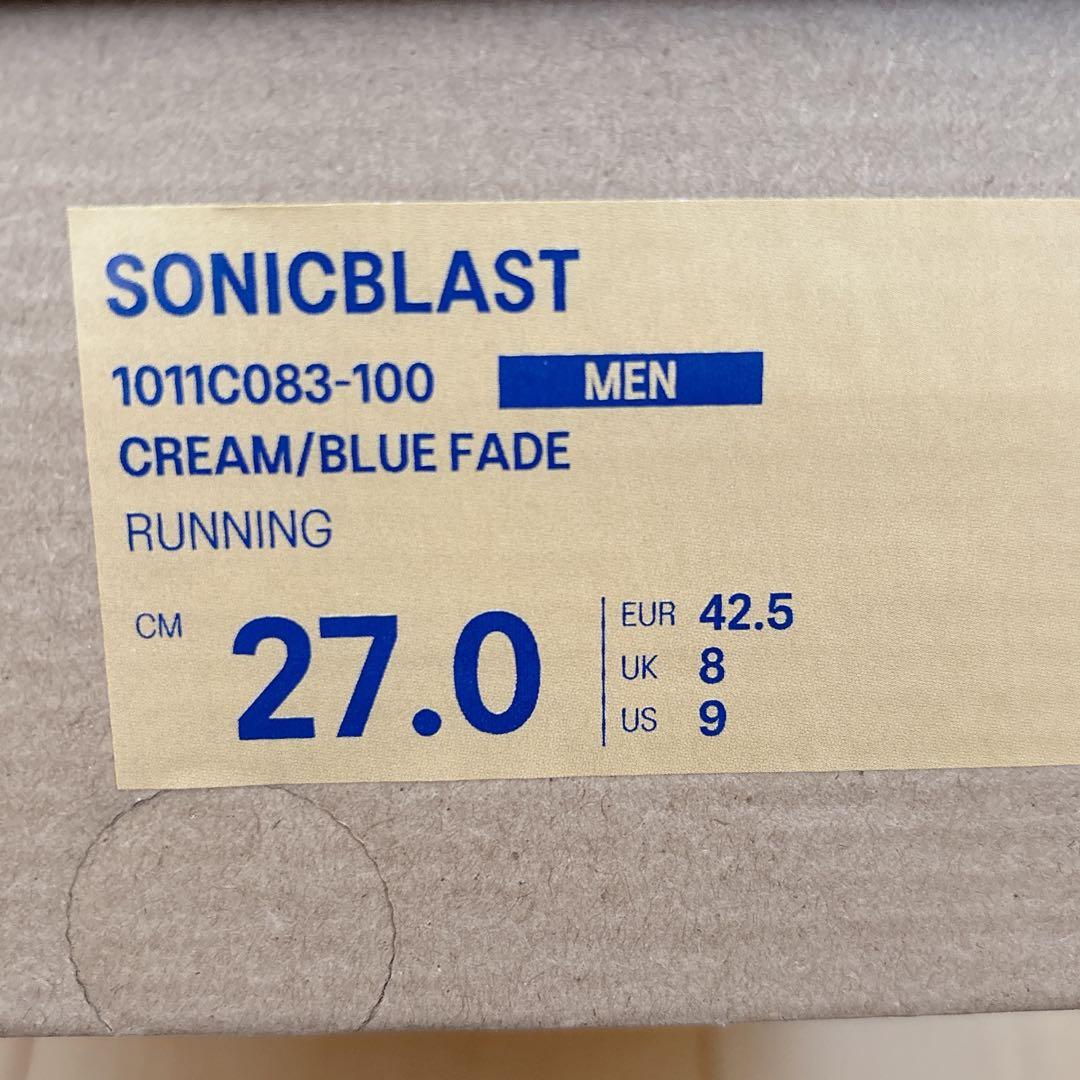 SONICBLAST
1011C083-100 MEN
CREAM/BLUE FADE
RUNNING
CM 27.0
EUR 42.5
UK 8
US 9